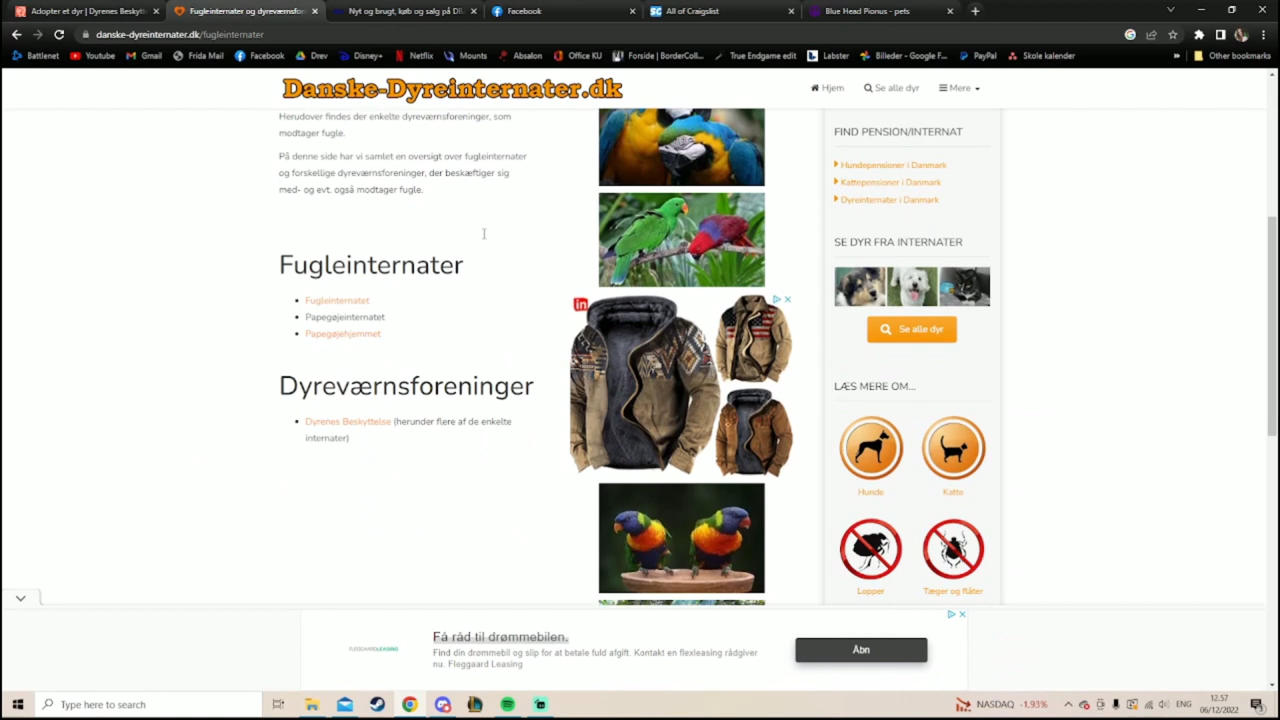 Adopter et dyr | Dyrenes Beskyt
Fugleinternater og dyreværnsfor
Nyt og brugt, køb og salg på DB
Facebook
All of Craigslist
Blue Head Pionus - pets
danske-dyreinternater.dk/fugleinternater
Battlenet
Youtube
Gmail
Frida Mail
Facebook
Drev
Disney+
Netflix
Mounts
Absalon
Office KU
Forside | BorderColl...
True Endgame edit
Labster
Billeder - Google F...
PayPal
Skole kalender
Other bookmarks
Danske-Dyreinternater.dk
Hjem
Se alle dyr
Mere
Herudover findes der enkelte dyreværnsforeninger, som
modtager fugle.
På denne side har vi samlet en oversigt over fugleinternater
og forskellige dyreværnsforeninger, der beskæftiger sig
med- og evt. også modtager fugle.
Fugleinternater
Fugleinternatet
Papegøjeinternatet
Papegøjehjemmet
Dyreværnsforeninger
Dyrenes Beskyttelse (herunder flere af de enkelte
internater)
in
FIND PENSION/INTERNAT
Hundepensioner i Danmark
Kattepensioner i Danmark
Dyreinternater i Danmark
SE DYR FRA INTERNATER
Se alle dyr
LÆS MERE OM...
Hunde
Katte
Lopper
Tæger og flåter
FLEGGAARDLEASING
Få råd til drømmebilen.
Find din drømmebil og slip for at betale fuld afgift. Kontakt en flexleasing rådgiver
nu. Fleggaard Leasing
Åbn
Type here to search
NASDAQ -1,93%
ENG
12.57
06/12/2022